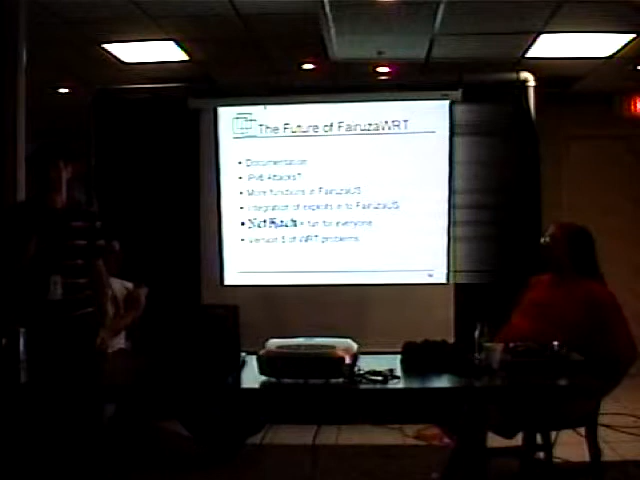 The Future of FairuzaWRT
• Documentation
• IPv6 Attacks?
• More functions in FairuzaUS
• Integration of exploits in to FairuzaUS
• NetHack = fun for everyone
• Version 5 of WRT problems